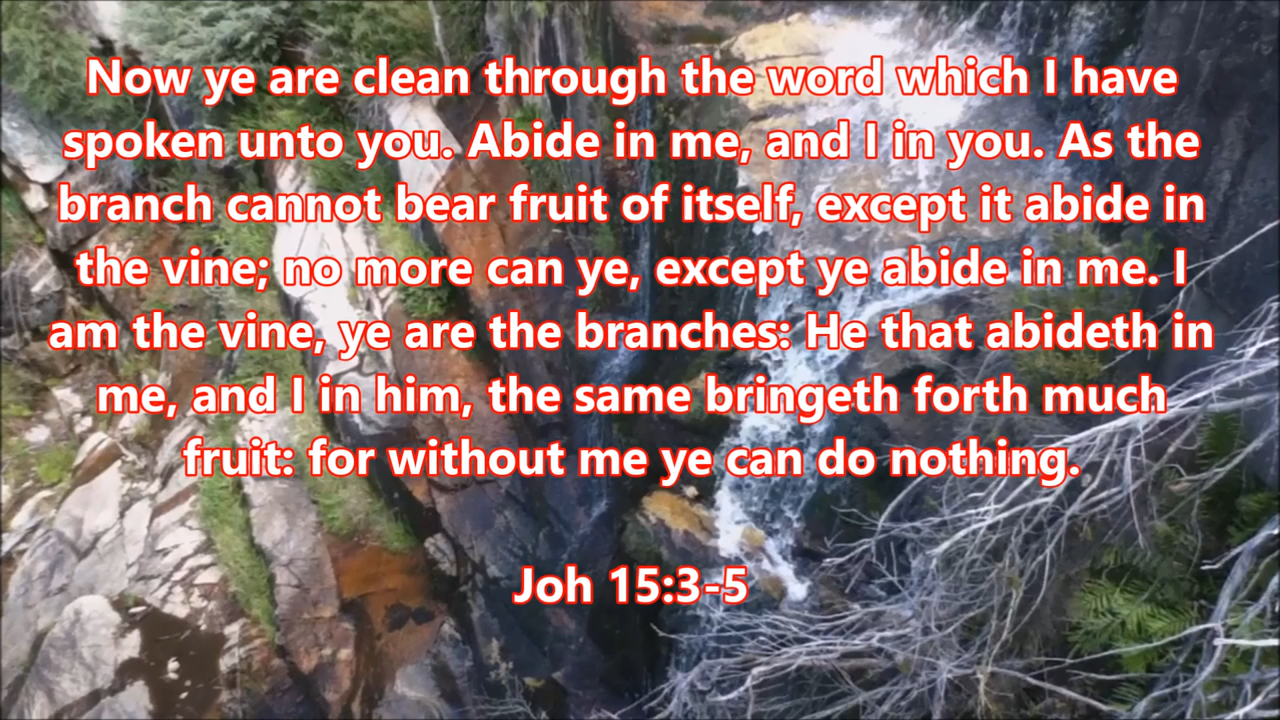 Now ye are clean through the word which I have
spoken unto you. Abide in me, and I in you. As the
branch cannot bear fruit of itself, except it abide in
the vine; no more can ye, except ye abide in me. I
am the vine, ye are the branches: He that abideth in
me, and I in him, the same bringeth forth much
fruit: for without me ye can do nothing.
Joh 15:3-5